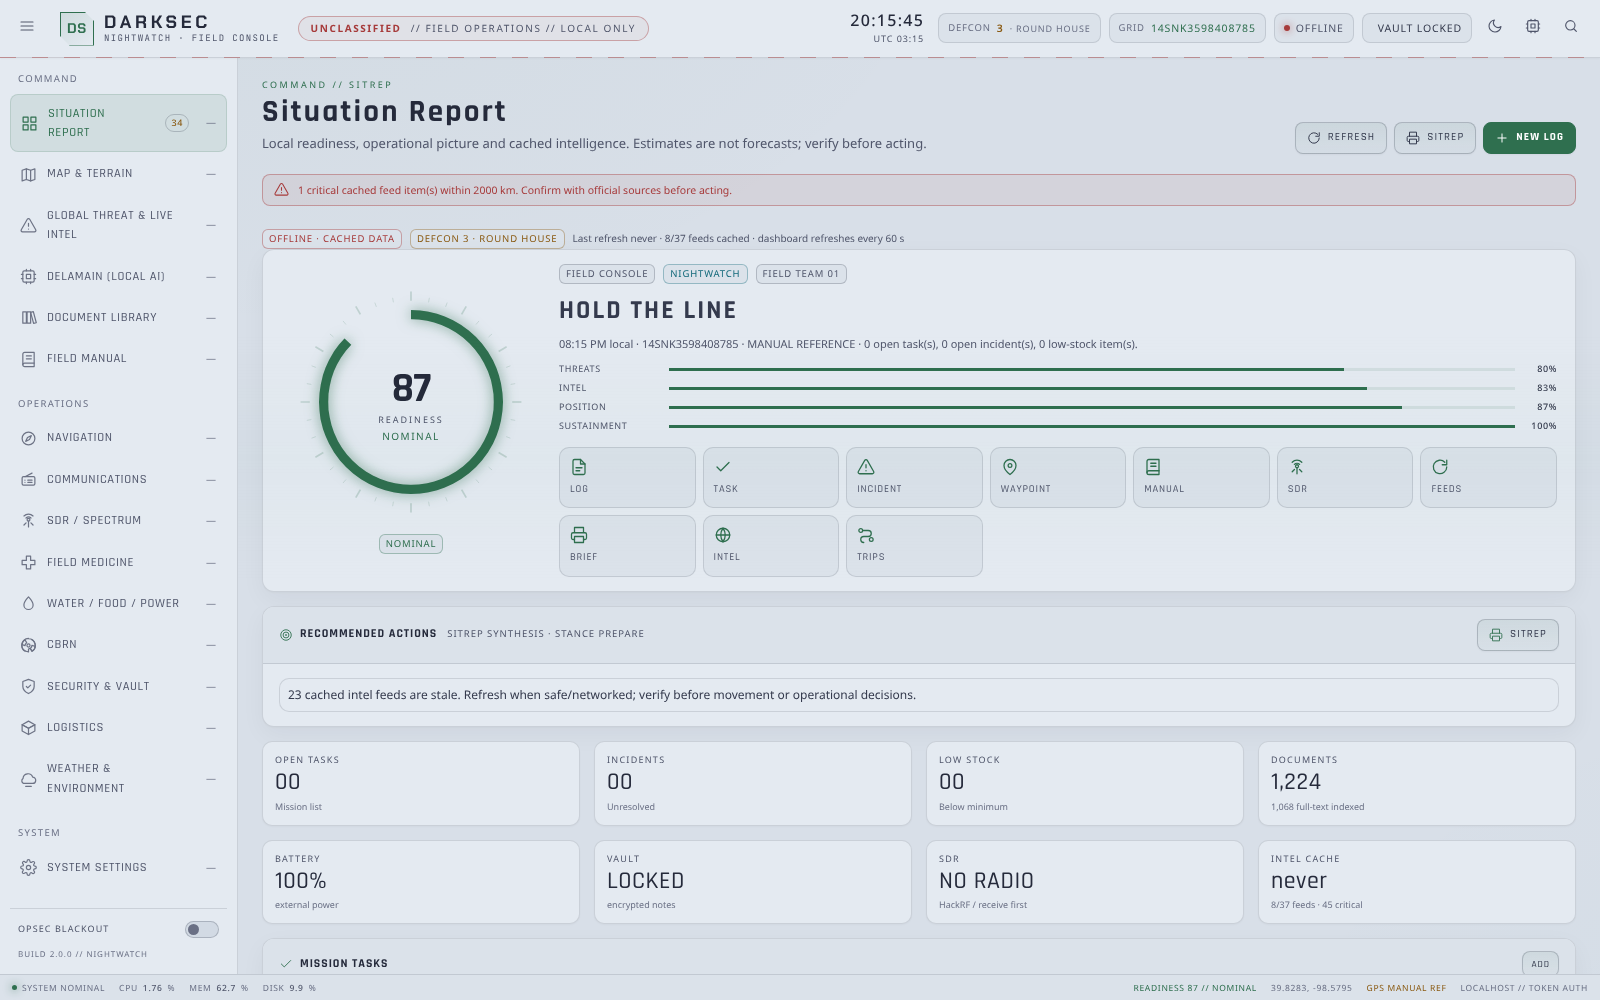 DS
DARKSEC
NIGHTWATCH · FIELD CONSOLE
UNCLASSIFIED // FIELD OPERATIONS // LOCAL ONLY
20:15:45
UTC 03:15
DEFCON 3 · ROUND HOUSE
GRID 14SNK3598408785
OFFLINE
VAULT LOCKED
COMMAND
SITUATION
REPORT
34
MAP & TERRAIN
GLOBAL THREAT & LIVE
INTEL
DELAMAIN (LOCAL AI)
DOCUMENT LIBRARY
FIELD MANUAL
OPERATIONS
NAVIGATION
COMMUNICATIONS
SDR / SPECTRUM
FIELD MEDICINE
WATER / FOOD / POWER
CBRN
SECURITY & VAULT
LOGISTICS
WEATHER &
ENVIRONMENT
SYSTEM
SYSTEM SETTINGS
OPSEC BLACKOUT
BUILD 2.0.0 // NIGHTWATCH
COMMAND // SITREP
Situation Report
Local readiness, operational picture and cached intelligence. Estimates are not forecasts; verify before acting.
REFRESH
SITREP
NEW LOG
1 critical cached feed item(s) within 2000 km. Confirm with official sources before acting.
OFFLINE · CACHED DATA
DEFCON 3 · ROUND HOUSE
Last refresh never · 8/37 feeds cached · dashboard refreshes every 60 s
87
READINESS
NOMINAL
NOMINAL
FIELD CONSOLE
NIGHTWATCH
FIELD TEAM 01
HOLD THE LINE
08:15 PM local · 14SNK3598408785 · MANUAL REFERENCE · 0 open task(s), 0 open incident(s), 0 low-stock item(s).
THREATS 80%
INTEL 83%
POSITION 87%
SUSTAINMENT 100%
LOG
TASK
INCIDENT
WAYPOINT
MANUAL
SDR
FEEDS
BRIEF
INTEL
TRIPS
RECOMMENDED ACTIONS SITREP SYNTHESIS · STANCE PREPARE
SITREP
23 cached intel feeds are stale. Refresh when safe/networked; verify before movement or operational decisions.
OPEN TASKS
00
Mission list
INCIDENTS
00
Unresolved
LOW STOCK
00
Below minimum
DOCUMENTS
1,224
1,068 full-text indexed
BATTERY
100%
external power
VAULT
LOCKED
encrypted notes
SDR
NO RADIO
HackRF / receive first
INTEL CACHE
never
8/37 feeds · 45 critical
MISSION TASKS
ADD
SYSTEM NOMINAL CPU 1.76 % MEM 62.7 % DISK 9.9 %
READINESS 87 // NOMINAL 39.8283, -98.5795 GPS MANUAL REF LOCALHOST // TOKEN AUTH